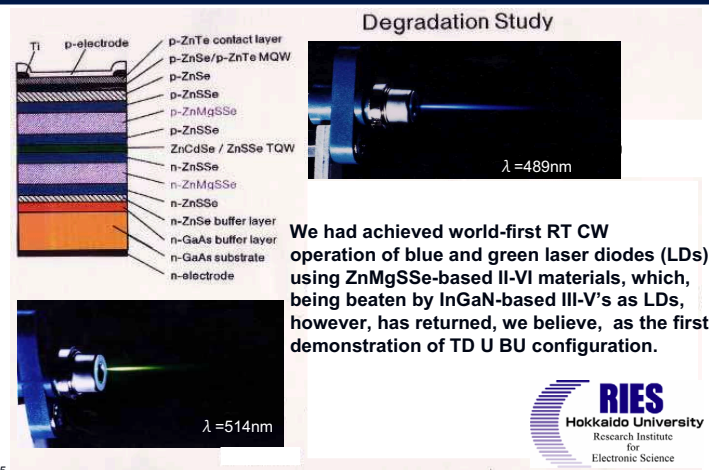 Degradation Study
Ti
p-electrode
p-ZnTe contact layer
p-ZnSe/p-ZnTe MQW
p-ZnSe
p-ZnSSe
p-ZnMgSSe
p-ZnSSe
ZnCdSe / ZnSSe TQW
n-ZnSSe
n-ZnMgSSe
n-ZnSSe
n-ZnSe buffer layer
n-GaAs buffer layer
n-GaAs substrate
n-electrode
λ=489nm
We had achieved world-first RT CW
operation of blue and green laser diodes (LDs)
using ZnMgSSe-based II-VI materials, which,
being beaten by InGaN-based III-V's as LDs,
however, has returned, we believe, as the first
demonstration of TD U BU configuration.
λ=514nm
RIES
Hokkaido University
Research Institute
for
Electronic Science
5